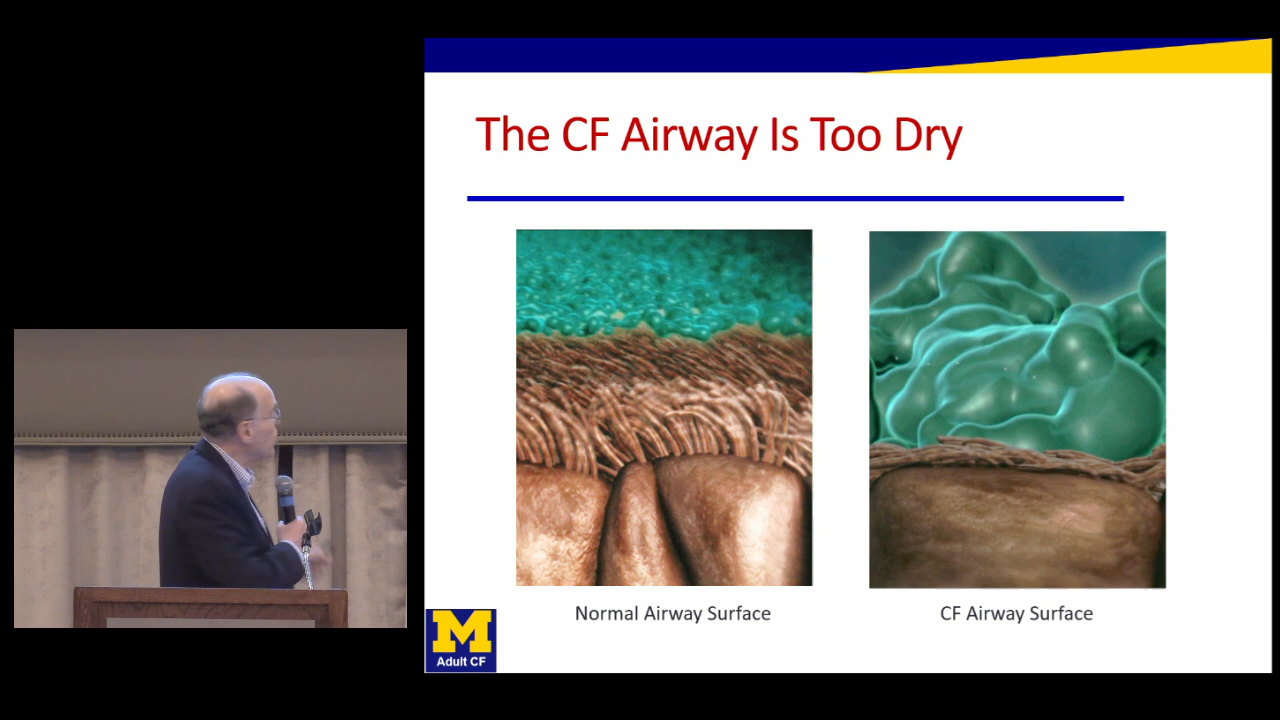 The CF Airway Is Too Dry
Normal Airway Surface
CF Airway Surface
M
Adult CF